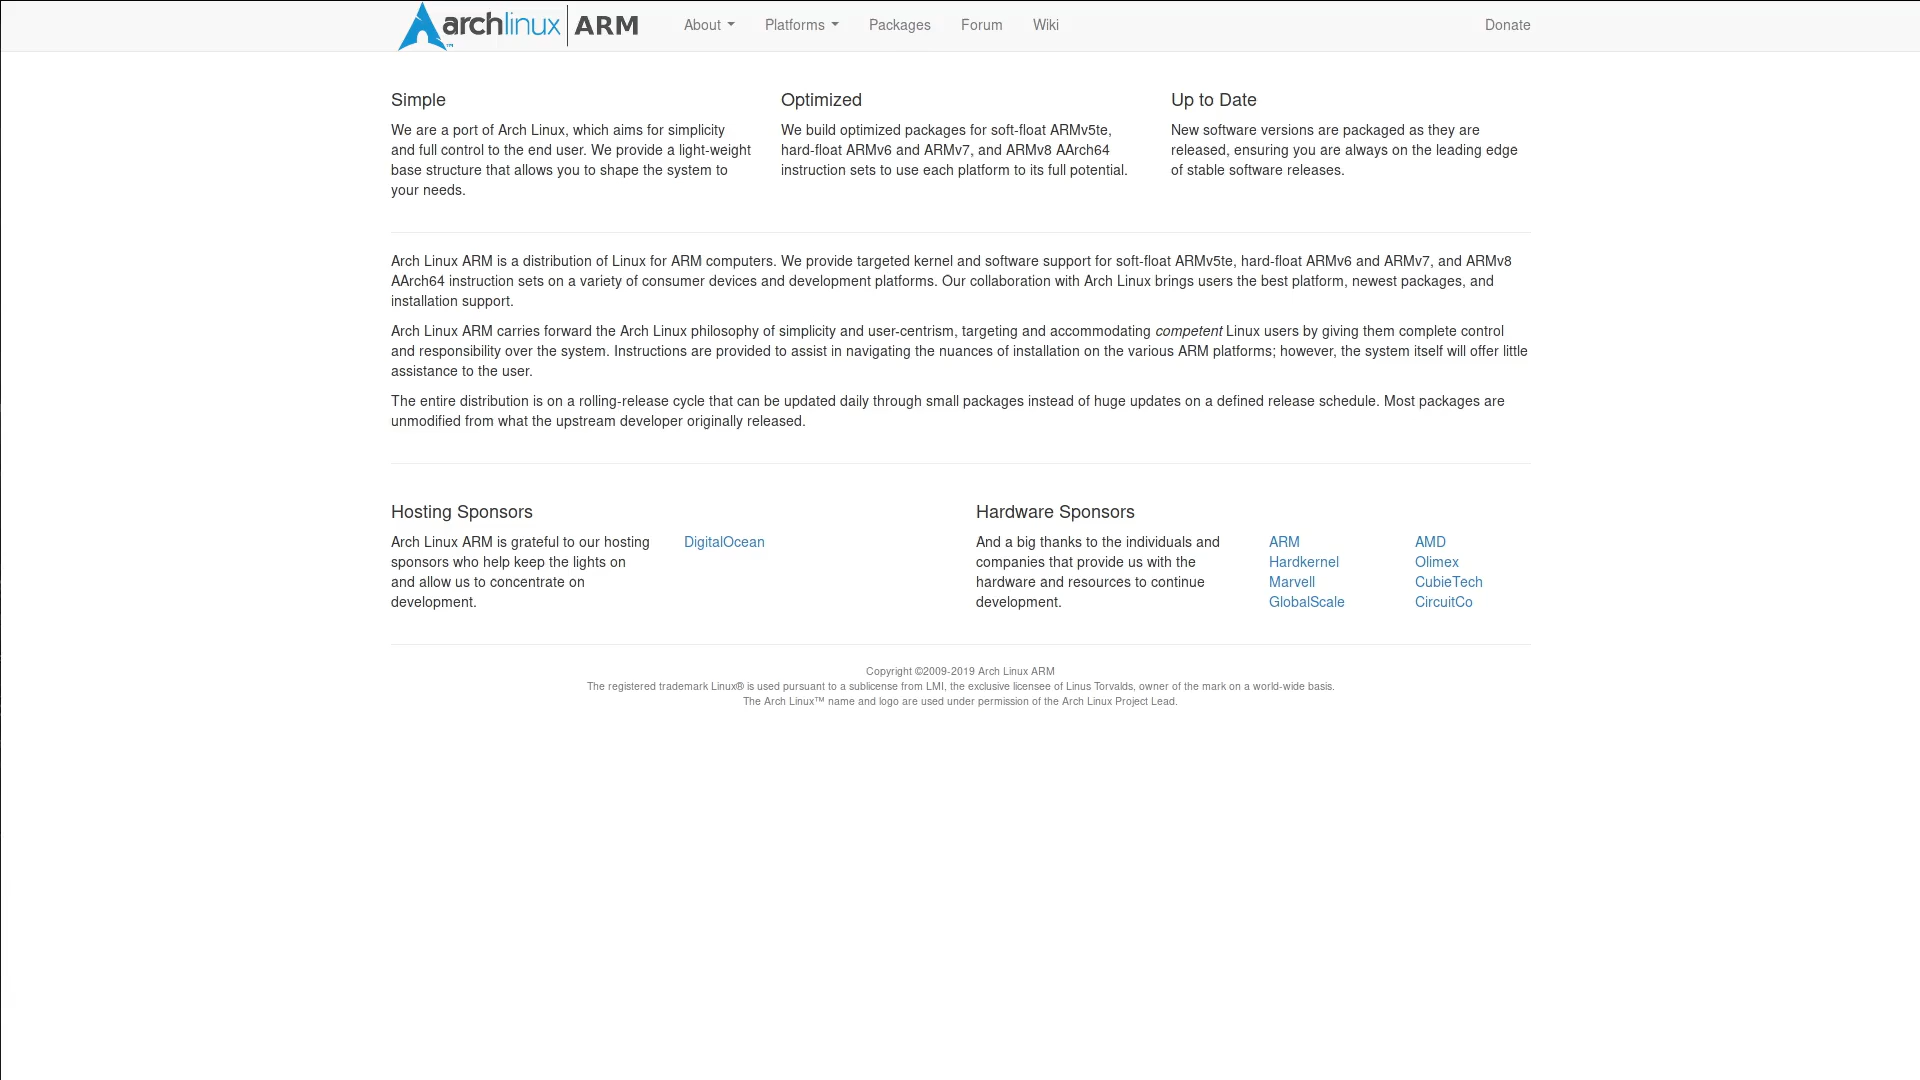 archlinux™ | ARM
About
Platforms
Packages
Forum
Wiki
Donate
Simple
We are a port of Arch Linux, which aims for simplicity
and full control to the end user. We provide a light-weight
base structure that allows you to shape the system to
your needs.
Optimized
We build optimized packages for soft-float ARMv5te,
hard-float ARMv6 and ARMv7, and ARMv8 AArch64
instruction sets to use each platform to its full potential.
Up to Date
New software versions are packaged as they are
released, ensuring you are always on the leading edge
of stable software releases.
Arch Linux ARM is a distribution of Linux for ARM computers. We provide targeted kernel and software support for soft-float ARMv5te, hard-float ARMv6 and ARMv7, and ARMv8
AArch64 instruction sets on a variety of consumer devices and development platforms. Our collaboration with Arch Linux brings users the best platform, newest packages, and
installation support.
Arch Linux ARM carries forward the Arch Linux philosophy of simplicity and user-centrism, targeting and accommodating competent Linux users by giving them complete control
and responsibility over the system. Instructions are provided to assist in navigating the nuances of installation on the various ARM platforms; however, the system itself will offer little
assistance to the user.
The entire distribution is on a rolling-release cycle that can be updated daily through small packages instead of huge updates on a defined release schedule. Most packages are
unmodified from what the upstream developer originally released.
Hosting Sponsors
Arch Linux ARM is grateful to our hosting
sponsors who help keep the lights on
and allow us to concentrate on
development.
DigitalOcean
Hardware Sponsors
And a big thanks to the individuals and
companies that provide us with the
hardware and resources to continue
development.
ARM
Hardkernel
Marvell
GlobalScale
AMD
Olimex
CubieTech
CircuitCo
Copyright ©2009-2019 Arch Linux ARM
The registered trademark Linux® is used pursuant to a sublicense from LMI, the exclusive licensee of Linus Torvalds, owner of the mark on a world-wide basis.
The Arch Linux™ name and logo are used under permission of the Arch Linux Project Lead.